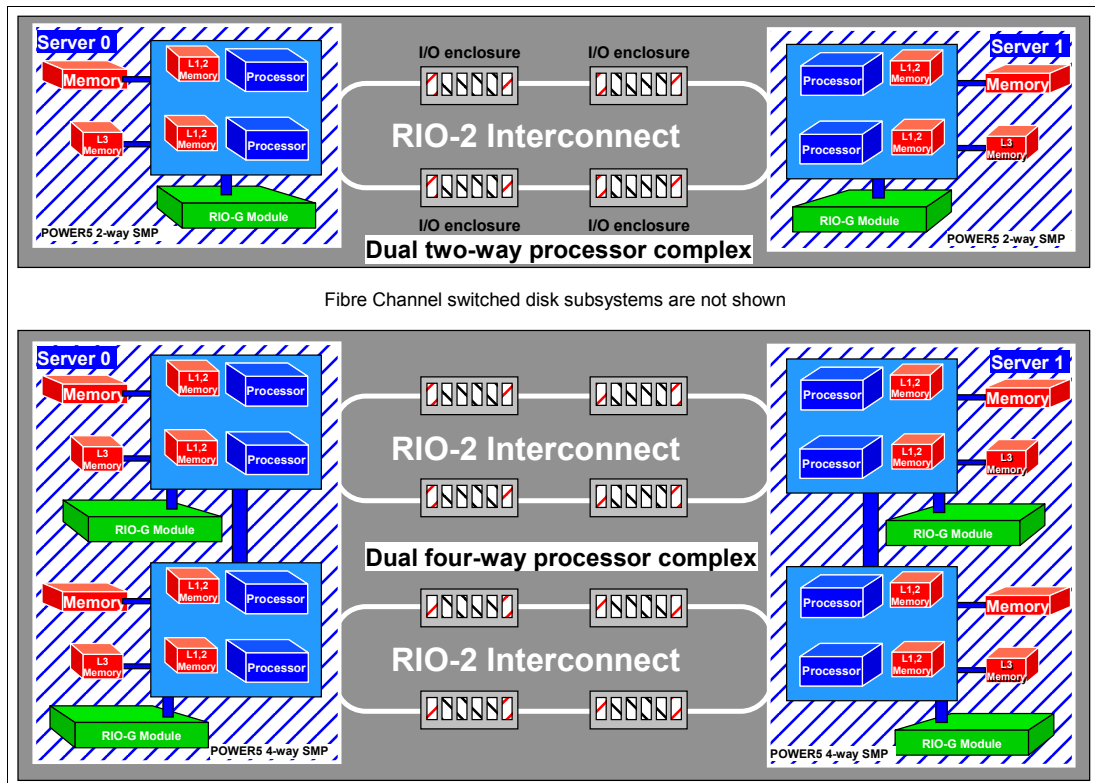 Server 0
Memory
L1,2 Memory
Processor
L3 Memory
L1,2 Memory
Processor
RIO-G Module
POWER5 2-way SMP
I/O enclosure
I/O enclosure
RIO-2 Interconnect
I/O enclosure
I/O enclosure
Dual two-way processor complex
Server 1
Processor
L1,2 Memory
Memory
Processor
L1,2 Memory
L3 Memory
RIO-G Module
POWER5 2-way SMP
Fibre Channel switched disk subsystems are not shown
Server 0
Memory
L1,2 Memory
Processor
L3 Memory
L1,2 Memory
Processor
RIO-G Module
Memory
L1,2 Memory
Processor
L3 Memory
L1,2 Memory
Processor
RIO-G Module
POWER5 4-way SMP
RIO-2 Interconnect
Dual four-way processor complex
RIO-2 Interconnect
Server 1
Processor
L1,2 Memory
Memory
Processor
L1,2 Memory
L3 Memory
RIO-G Module
Processor
L1,2 Memory
Memory
Processor
L1,2 Memory
L3 Memory
POWER5 4-way SMP
RIO-G Module